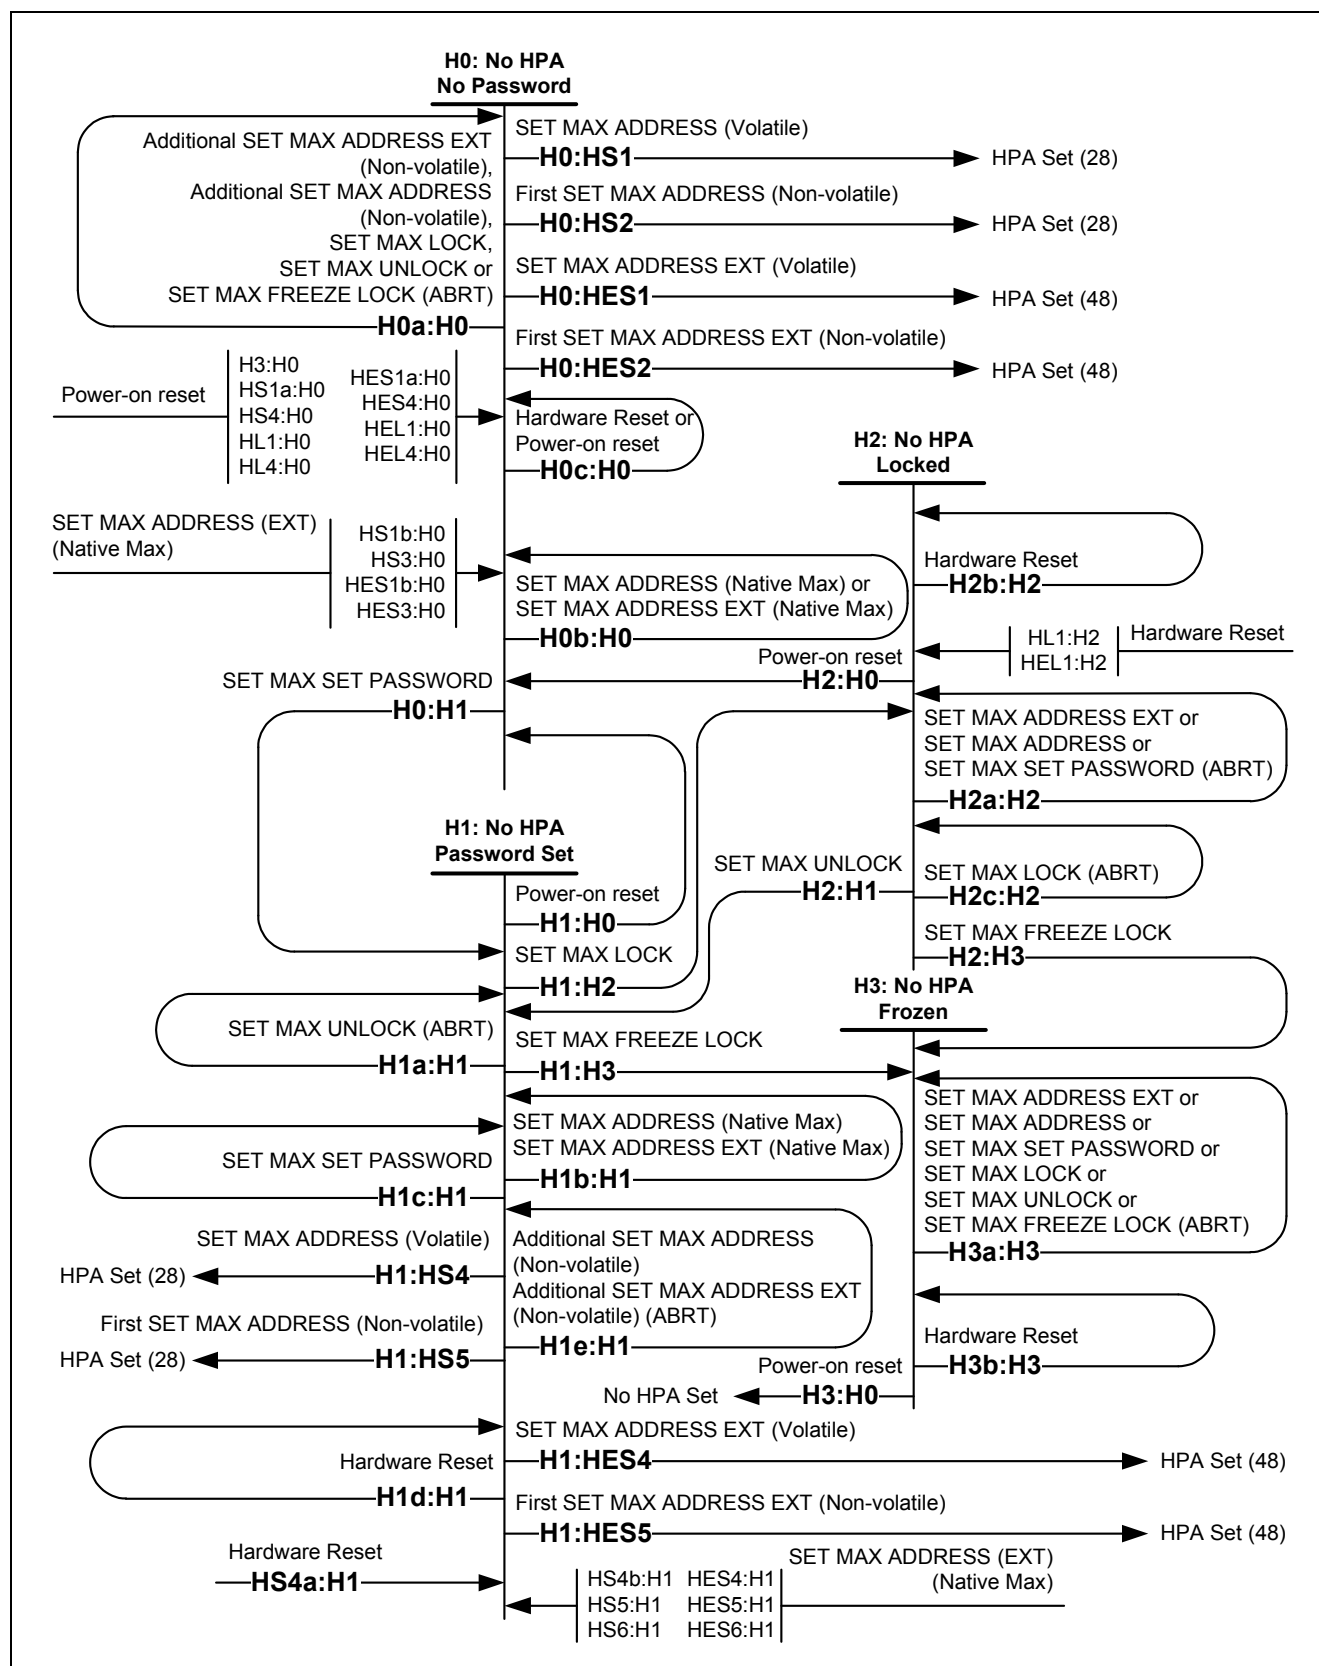 H0: No HPA
No Password
Additional SET MAX ADDRESS EXT
(Non-volatile),
Additional SET MAX ADDRESS
(Non-volatile),
SET MAX LOCK,
SET MAX UNLOCK or
SET MAX FREEZE LOCK (ABRT)
H0a:H0
SET MAX ADDRESS (Volatile)
H0:HS1
HPA Set (28)
First SET MAX ADDRESS (Non-volatile)
H0:HS2
HPA Set (28)
SET MAX ADDRESS EXT (Volatile)
H0:HES1
HPA Set (48)
First SET MAX ADDRESS EXT (Non-volatile)
H0:HES2
HPA Set (48)
Power-on reset
H3:H0
HS1a:H0
HS4:H0
HL1:H0
HL4:H0
HES1a:H0
HES4:H0
HEL1:H0
HEL4:H0
Hardware Reset or
Power-on reset
H0c:H0
SET MAX ADDRESS (EXT)
(Native Max)
HS1b:H0
HS3:H0
HES1b:H0
HES3:H0
SET MAX ADDRESS (Native Max) or
SET MAX ADDRESS EXT (Native Max)
H0b:H0
H2: No HPA
Locked
Hardware Reset
H2b:H2
HL1:H2
HEL1:H2
Hardware Reset
Power-on reset
H2:H0
SET MAX SET PASSWORD
H0:H1
SET MAX ADDRESS EXT or
SET MAX ADDRESS or
SET MAX SET PASSWORD (ABRT)
H2a:H2
H1: No HPA
Password Set
SET MAX UNLOCK
H2:H1
SET MAX LOCK (ABRT)
H2c:H2
Power-on reset
H1:H0
SET MAX FREEZE LOCK
H2:H3
SET MAX LOCK
H1:H2
H3: No HPA
Frozen
SET MAX UNLOCK (ABRT)
H1a:H1
SET MAX FREEZE LOCK
H1:H3
SET MAX ADDRESS EXT or
SET MAX ADDRESS or
SET MAX SET PASSWORD or
SET MAX LOCK or
SET MAX UNLOCK or
SET MAX FREEZE LOCK (ABRT)
H3a:H3
SET MAX ADDRESS (Native Max)
SET MAX ADDRESS EXT (Native Max)
H1b:H1
SET MAX SET PASSWORD
H1c:H1
SET MAX ADDRESS (Volatile)
H1:HS4
HPA Set (28)
Additional SET MAX ADDRESS
(Non-volatile)
Additional SET MAX ADDRESS EXT
(Non-volatile) (ABRT)
H1e:H1
First SET MAX ADDRESS (Non-volatile)
H1:HS5
HPA Set (28)
Hardware Reset
H3b:H3
Power-on reset
H3:H0
No HPA Set
SET MAX ADDRESS EXT (Volatile)
H1:HES4
HPA Set (48)
Hardware Reset
H1d:H1
First SET MAX ADDRESS EXT (Non-volatile)
H1:HES5
HPA Set (48)
Hardware Reset
HS4a:H1
HS4b:H1
HS5:H1
HS6:H1
HES4:H1
HES5:H1
HES6:H1
SET MAX ADDRESS (EXT)
(Native Max)